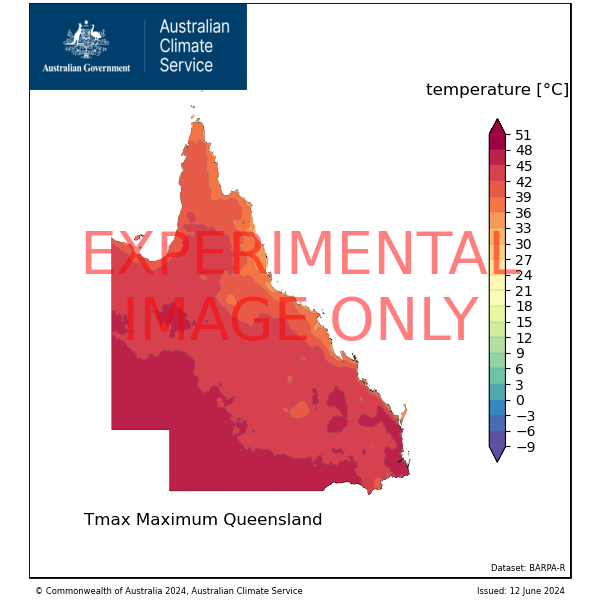 Australian Government
Australian
Climate
Service
temperature [°C]
51
48
45
42
39
36
33
30
27
24
21
18
15
12
9
6
3
0
−3
−6
−9
EXPERIMENTAL
IMAGE ONLY
Tmax Maximum Queensland
Dataset: BARPA-R
© Commonwealth of Australia 2024, Australian Climate Service
Issued: 12 June 2024